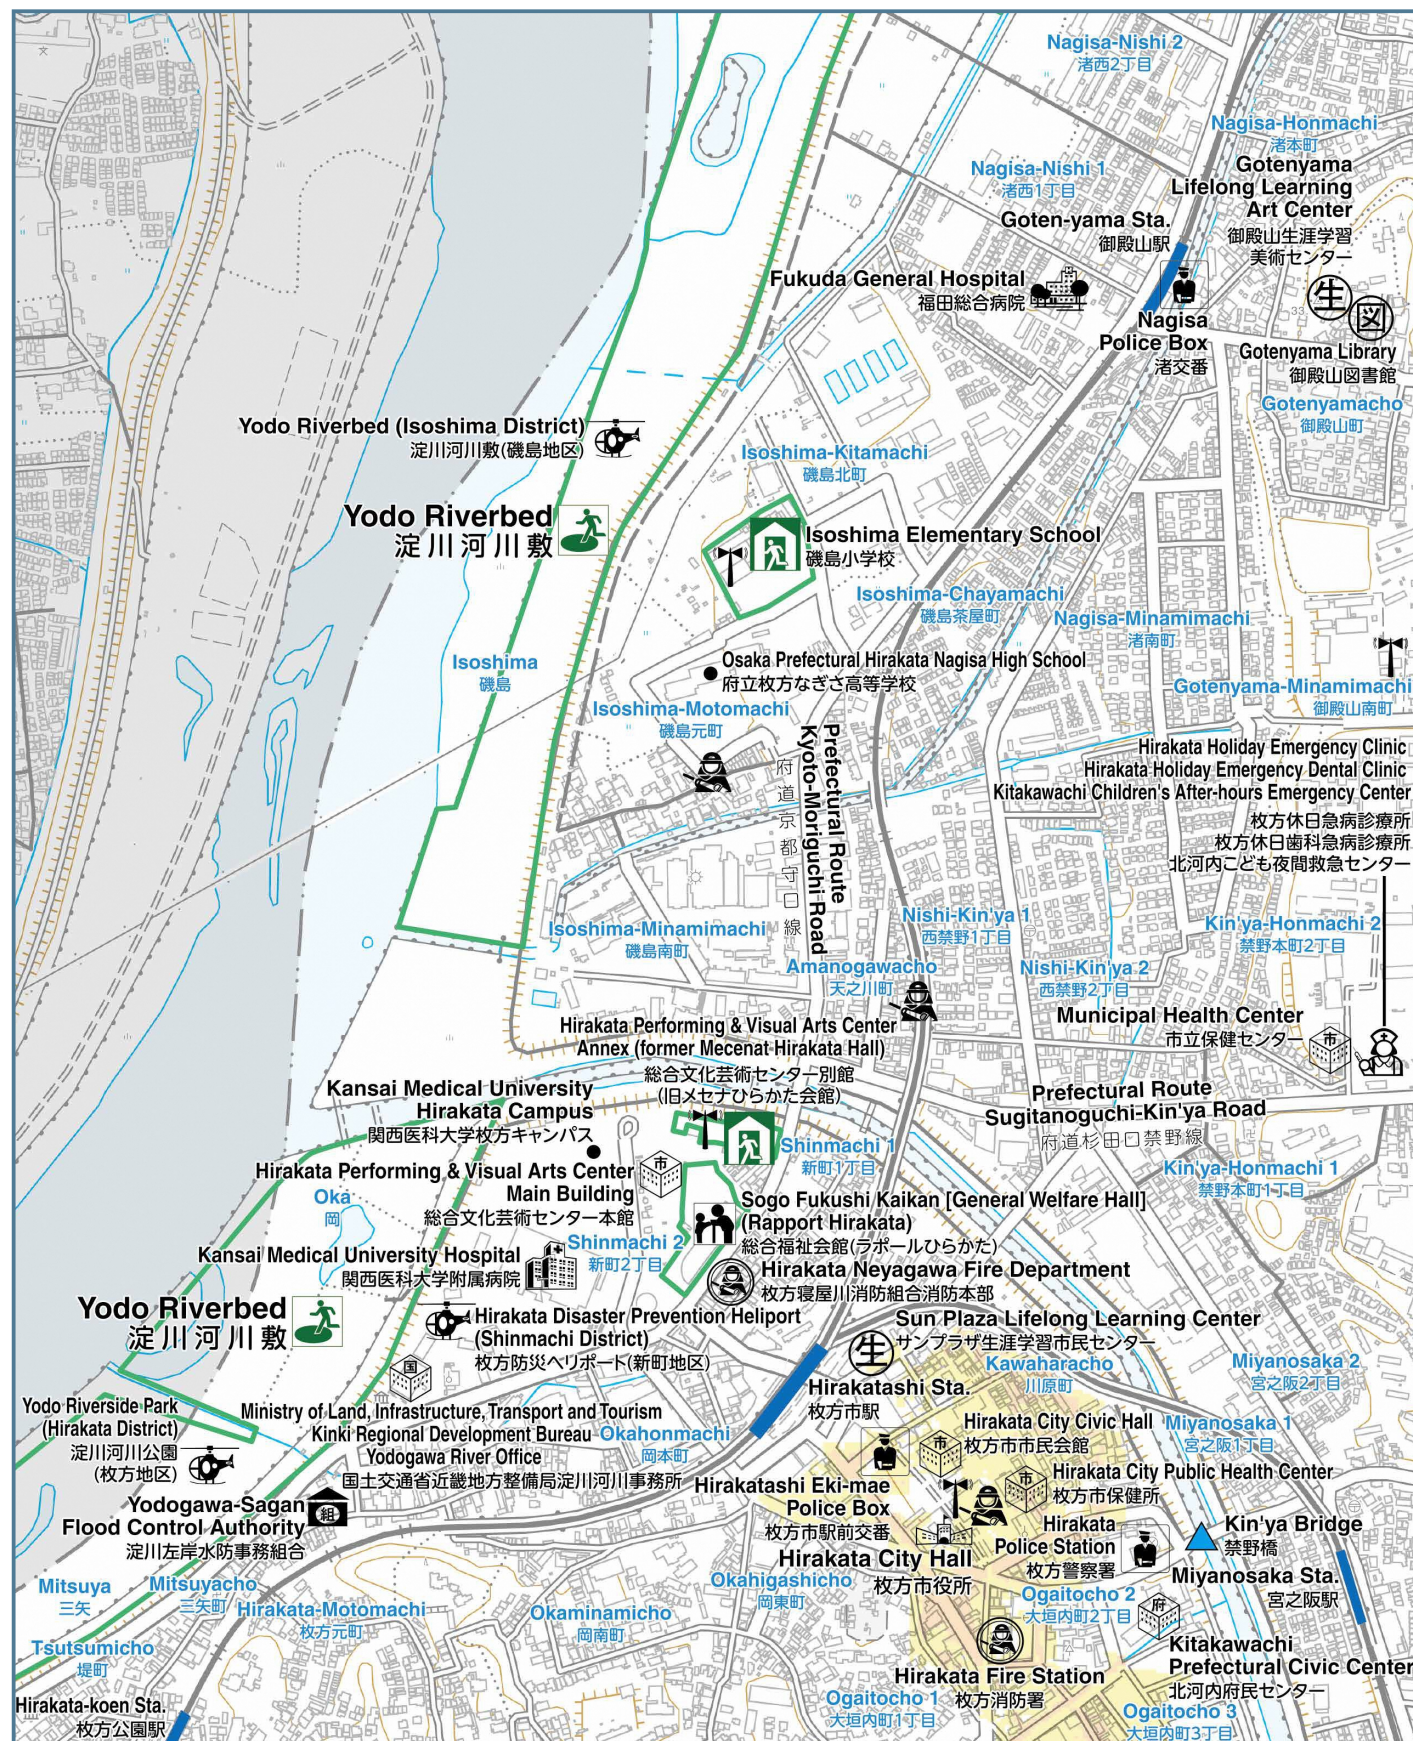 Nagisa-Nishi 2
渚西2丁目
Nagisa-Honmachi
渚本町
Gotenyama
Lifelong Learning
Art Center
御殿山生涯学習
美術センター
Nagisa-Nishi 1
渚西1丁目
Goten-yama Sta.
御殿山駅
Fukuda General Hospital
福田総合病院
生
図
33
Nagisa
Police Box
渚交番
Gotenyama Library
御殿山図書館
Gotenyamacho
御殿山町
Yodo Riverbed (Isoshima District)
淀川河川敷(磯島地区)
Isoshima-Kitamachi
磯島北町
Yodo Riverbed
淀川河川敷
Isoshima Elementary School
磯島小学校
Isoshima-Chayamachi
磯島茶屋町
Nagisa-Minamimachi
渚南町
Isoshima
磯島
Osaka Prefectural Hirakata Nagisa High School
府立枚方なぎさ高等学校
Gotenyama-Minamimachi
御殿山南町
Isoshima-Motomachi
磯島元町
Prefectural Route
Kyoto-Moriguchi Road
府道京都守口線
Hirakata Holiday Emergency Clinic
Hirakata Holiday Emergency Dental Clinic
Kitakawachi Children's After-hours Emergency Center
枚方休日急病診療所
枚方休日歯科急病診療所
北河内こども夜間救急センター
Isoshima-Minamimachi
磯島南町
Nishi-Kin'ya 1
西禁野1丁目
Kin'ya-Honmachi 2
禁野本町2丁目
Amanogawacho
天之川町
Nishi-Kin'ya 2
西禁野2丁目
Municipal Health Center
市立保健センター
市
Hirakata Performing & Visual Arts Center
Annex (former Mecenat Hirakata Hall)
総合文化芸術センター別館
(旧メセナひらかた会館)
Kansai Medical University
Hirakata Campus
関西医科大学枚方キャンパス
Prefectural Route
Sugitanoguchi-Kin'ya Road
府道杉田口禁野線
Shinmachi 1
新町1丁目
Kin'ya-Honmachi 1
禁野本町1丁目
Hirakata Performing & Visual Arts Center
Main Building
総合文化芸術センター本館
市
Oka
岡
Sogo Fukushi Kaikan [General Welfare Hall]
(Rapport Hirakata)
総合福祉会館(ラポールひらかた)
Shinmachi 2
新町2丁目
Kansai Medical University Hospital
関西医科大学附属病院
Hirakata Neyagawa Fire Department
枚方寝屋川消防組合消防本部
Yodo Riverbed
淀川河川敷
Hirakata Disaster Prevention Heliport
(Shinmachi District)
枚方防災ヘリポート(新町地区)
Sun Plaza Lifelong Learning Center
サンプラザ生涯学習市民センター
生
Kawaharacho
川原町
Miyanosaka 2
宮之阪2丁目
国
Hirakatashi Sta.
枚方市駅
Yodo Riverside Park
(Hirakata District)
淀川河川公園
(枚方地区)
Ministry of Land, Infrastructure, Transport and Tourism
Kinki Regional Development Bureau
Yodogawa River Office
国土交通省近畿地方整備局淀川河川事務所
Okahonmachi
岡本町
Hirakata City Civic Hall
枚方市市民会館
市
Miyanosaka 1
宮之阪1丁目
Hirakatashi Eki-mae
Police Box
枚方市駅前交番
Hirakata City Public Health Center
枚方市保健所
市
Yodogawa-Sagan
Flood Control Authority
淀川左岸水防事務組合
組
Hirakata
Police Station
枚方警察署
Kin'ya Bridge
禁野橋
Hirakata City Hall
枚方市役所
Miyanosaka Sta.
宮之阪駅
Mitsuya
三矢
Mitsuyacho
三矢町
Hirakata-Motomachi
枚方元町
Okahigashicho
岡東町
Ogaitocho 2
大垣内町2丁目
府
Okaminamicho
岡南町
Tsutsumicho
堤町
Kitakawachi
Prefectural Civic Center
北河内府民センター
Hirakata Fire Station
枚方消防署
Hirakata-koen Sta.
枚方公園駅
Ogaitocho 1
大垣内町1丁目
Ogaitocho 3
大垣内町3丁目